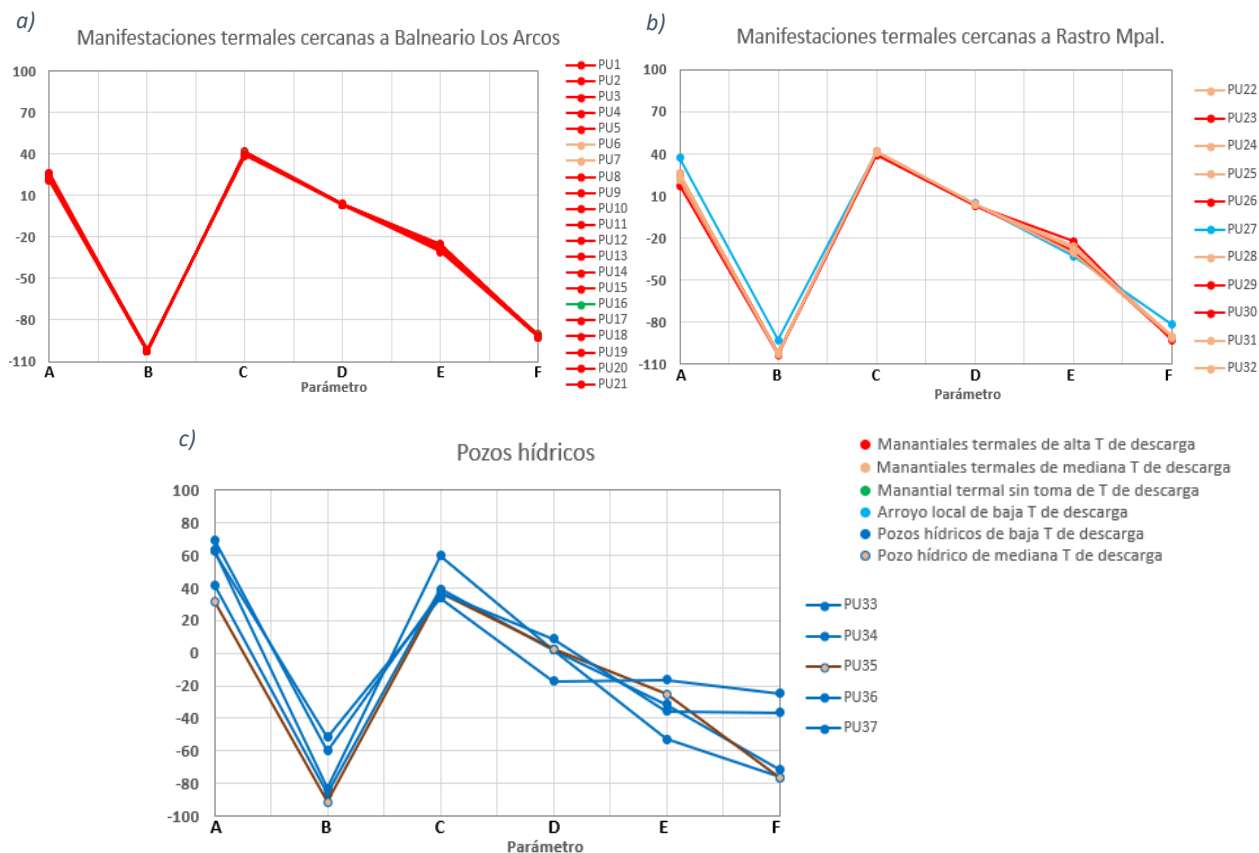 a)
Manifestaciones termales cercanas a Balneario Los Arcos
100
70
40
10
-20
-50
-80
-110
A B C D E F
Parámetro
PU1
PU2
PU3
PU4
PU5
PU6
PU7
PU8
PU9
PU10
PU11
PU12
PU13
PU14
PU15
PU16
PU17
PU18
PU19
PU20
PU21
b)
Manifestaciones termales cercanas a Rastro Mpal.
100
70
40
10
-20
-50
-80
-110
A B C D E F
Parámetro
PU22
PU23
PU24
PU25
PU26
PU27
PU28
PU29
PU30
PU31
PU32
c)
Pozos hídricos
100
80
60
40
20
0
-20
-40
-60
-80
-100
A B C D E F
Parámetro
Manantiales termales de alta T de descarga
Manantiales termales de mediana T de descarga
Manantial termal sin toma de T de descarga
Arroyo local de baja T de descarga
Pozos hídricos de baja T de descarga
Pozo hídrico de mediana T de descarga
PU33
PU34
PU35
PU36
PU37